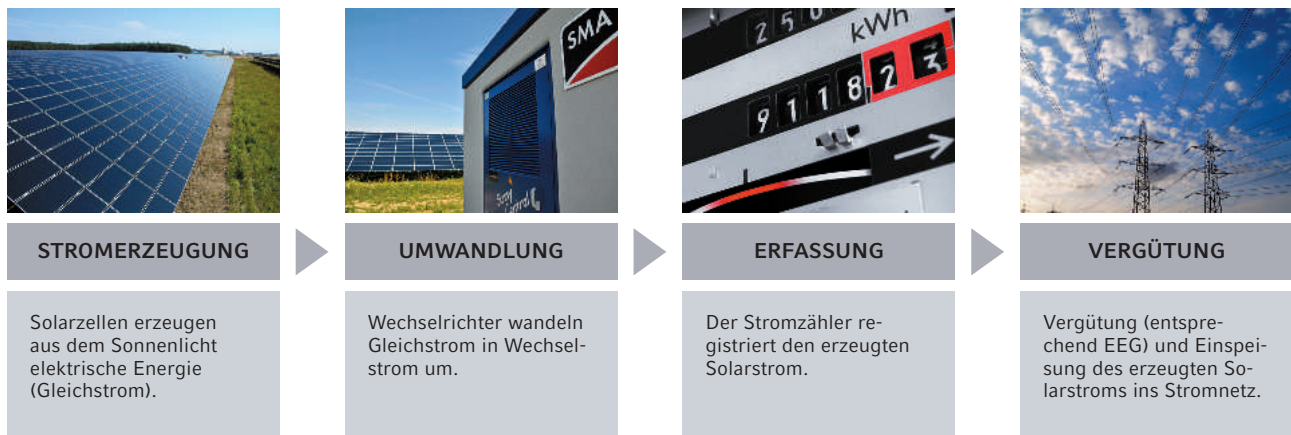 SMA
250
kWh
9118 23
STROMERZEUGUNG
UMWANDLUNG
ERFASSUNG
VERGÜTUNG
Solarzellen erzeugen
aus dem Sonnenlicht
elektrische Energie
(Gleichstrom).
Wechselrichter wandeln
Gleichstrom in Wechsel-
strom um.
Der Stromzähler re-
gistriert den erzeugten
Solarstrom.
Vergütung (entspre-
chend EEG) und Einspei-
sung des erzeugten So-
larstroms ins Stromnetz.